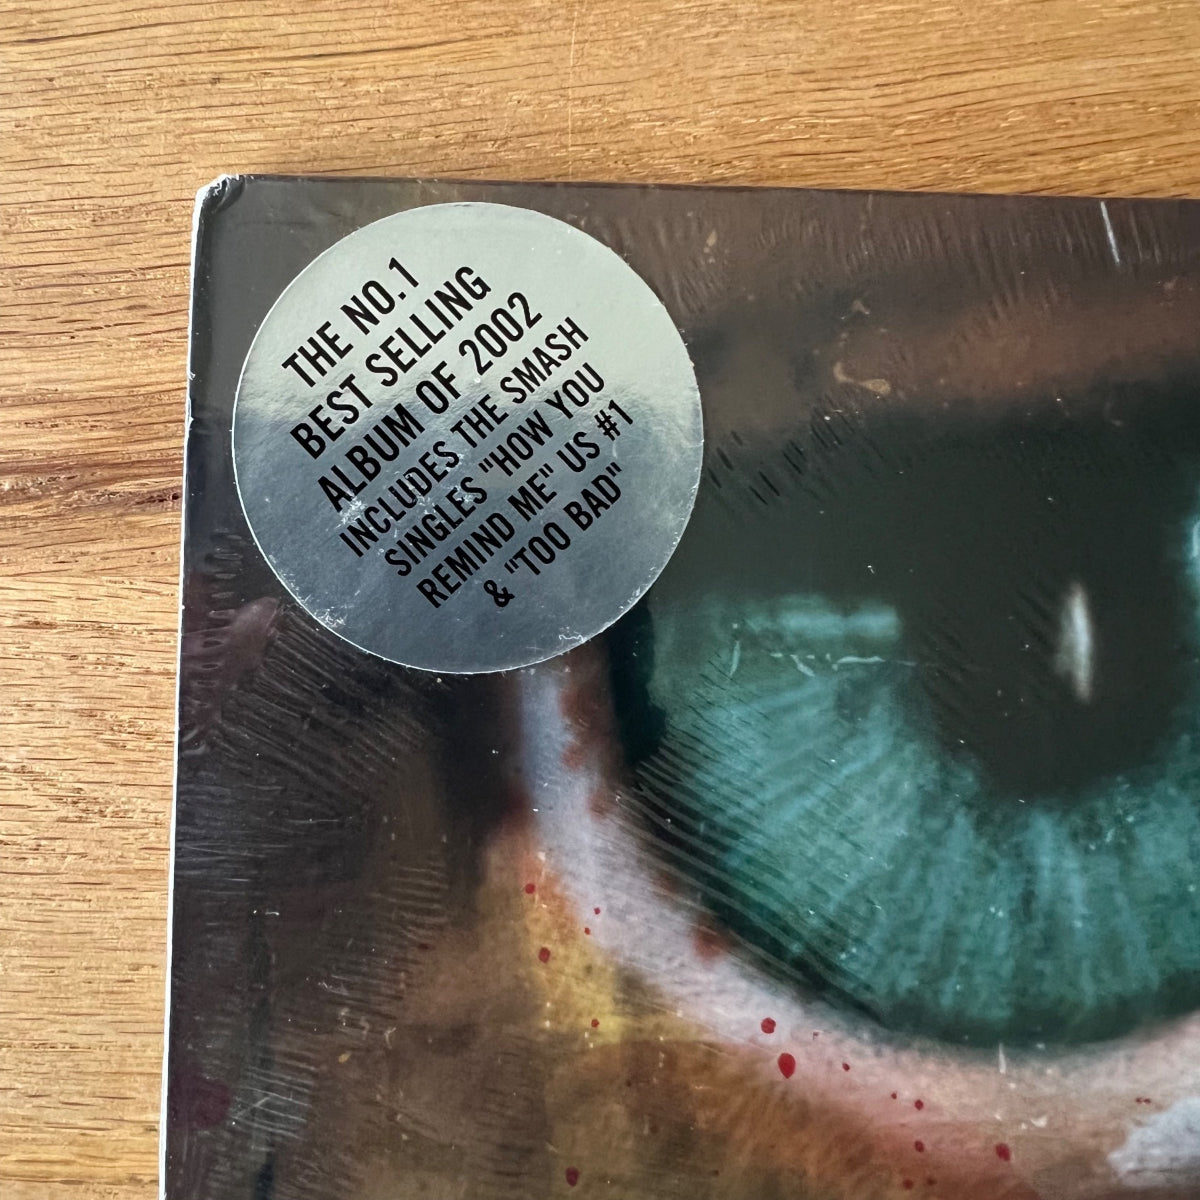 THE NO.1
BEST SELLING
ALBUM OF 2002
INCLUDES THE SMASH
SINGLES "HOW YOU
REMIND ME" US #1
& "TOO BAD"